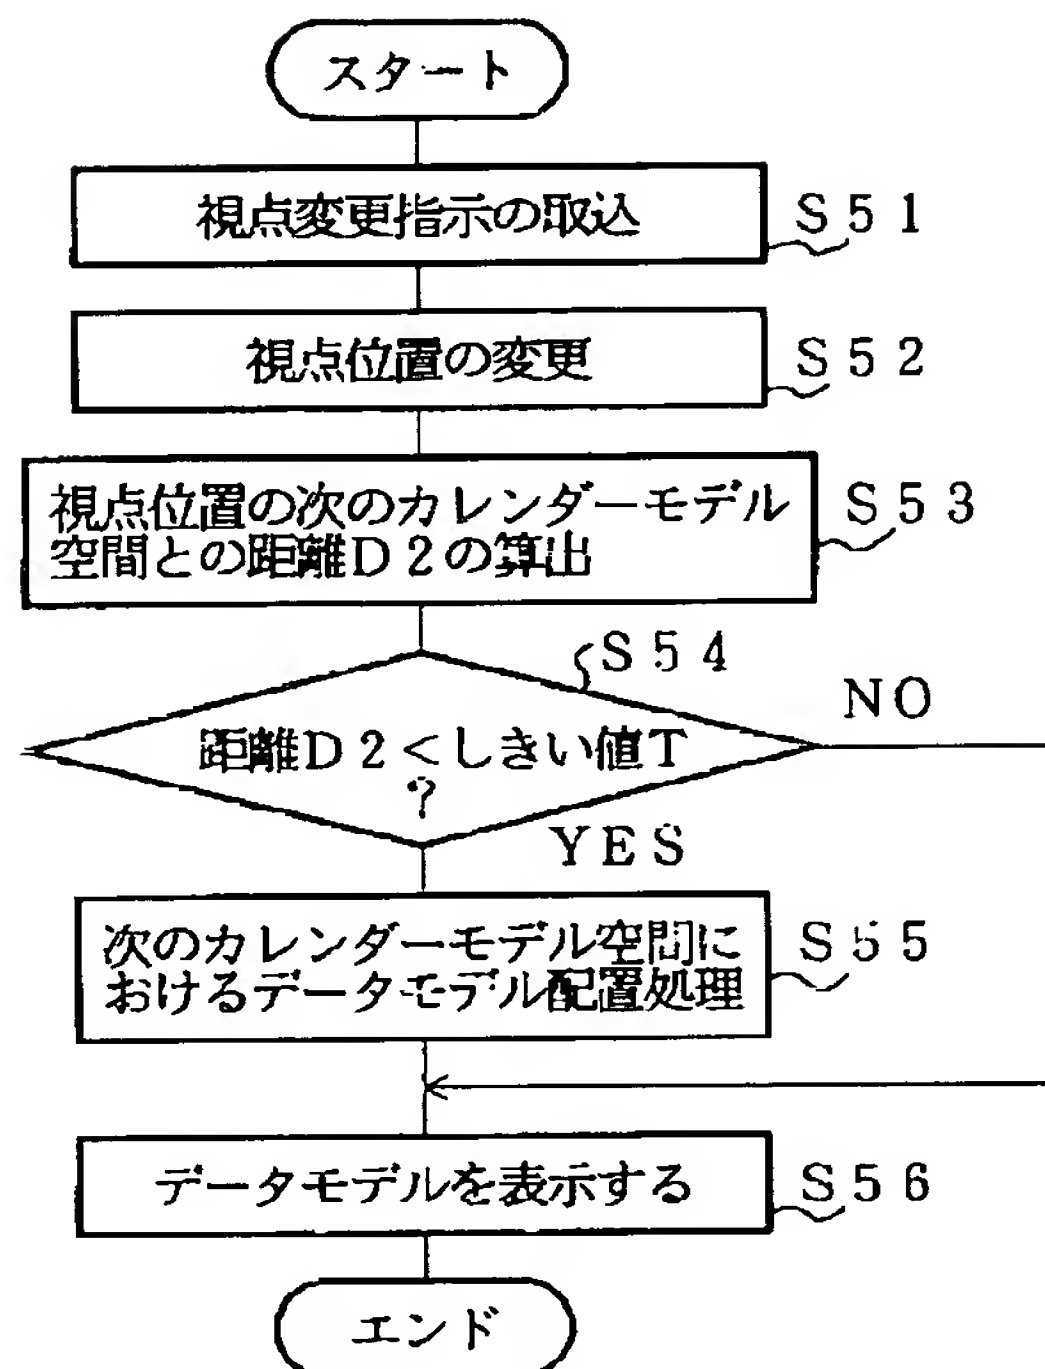 スタート
視点変更指示の取込
S51
視点位置の変更
S52
視点位置の次のカレンダーモデル
空間との距離D2の算出
S53
S54
NO
距離D2<しきい値T
?
YES
次のカレンダーモデル空間に
おけるデータモデル配置処理
S55
データモデルを表示する
S56
エンド